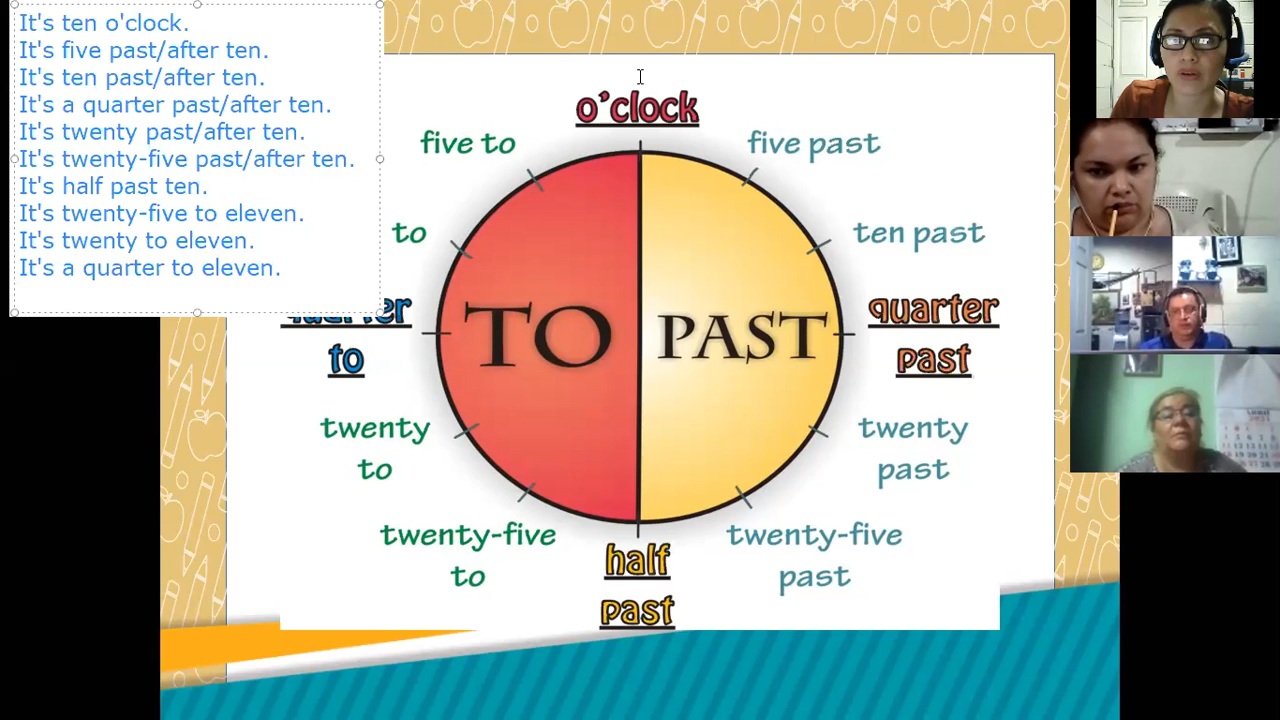 It's ten o'clock.
It's five past/after ten.
It's ten past/after ten.
It's a quarter past/after ten.
It's twenty past/after ten.
It's twenty-five past/after ten.
It's half past ten.
It's twenty-five to eleven.
It's twenty to eleven.
It's a quarter to eleven.
o'clock
five to
five past
to
ten past
quarter
to
TO
PAST
quarter
past
twenty
to
twenty
past
twenty-five
to
twenty-five
past
half
past